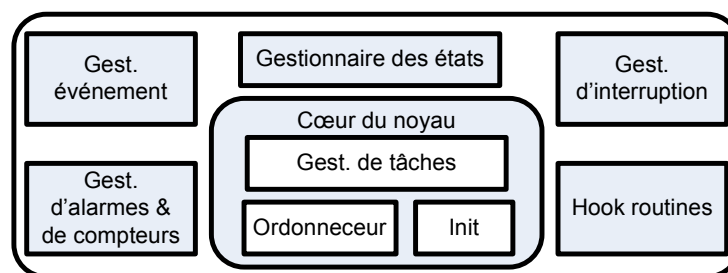 Gest.
événement
Gestionnaire des états
Gest.
d'interruption
Cœur du noyau
Gest. de tâches
Ordonneceur
Init
Gest.
d'alarmes &
de compteurs
Hook routines